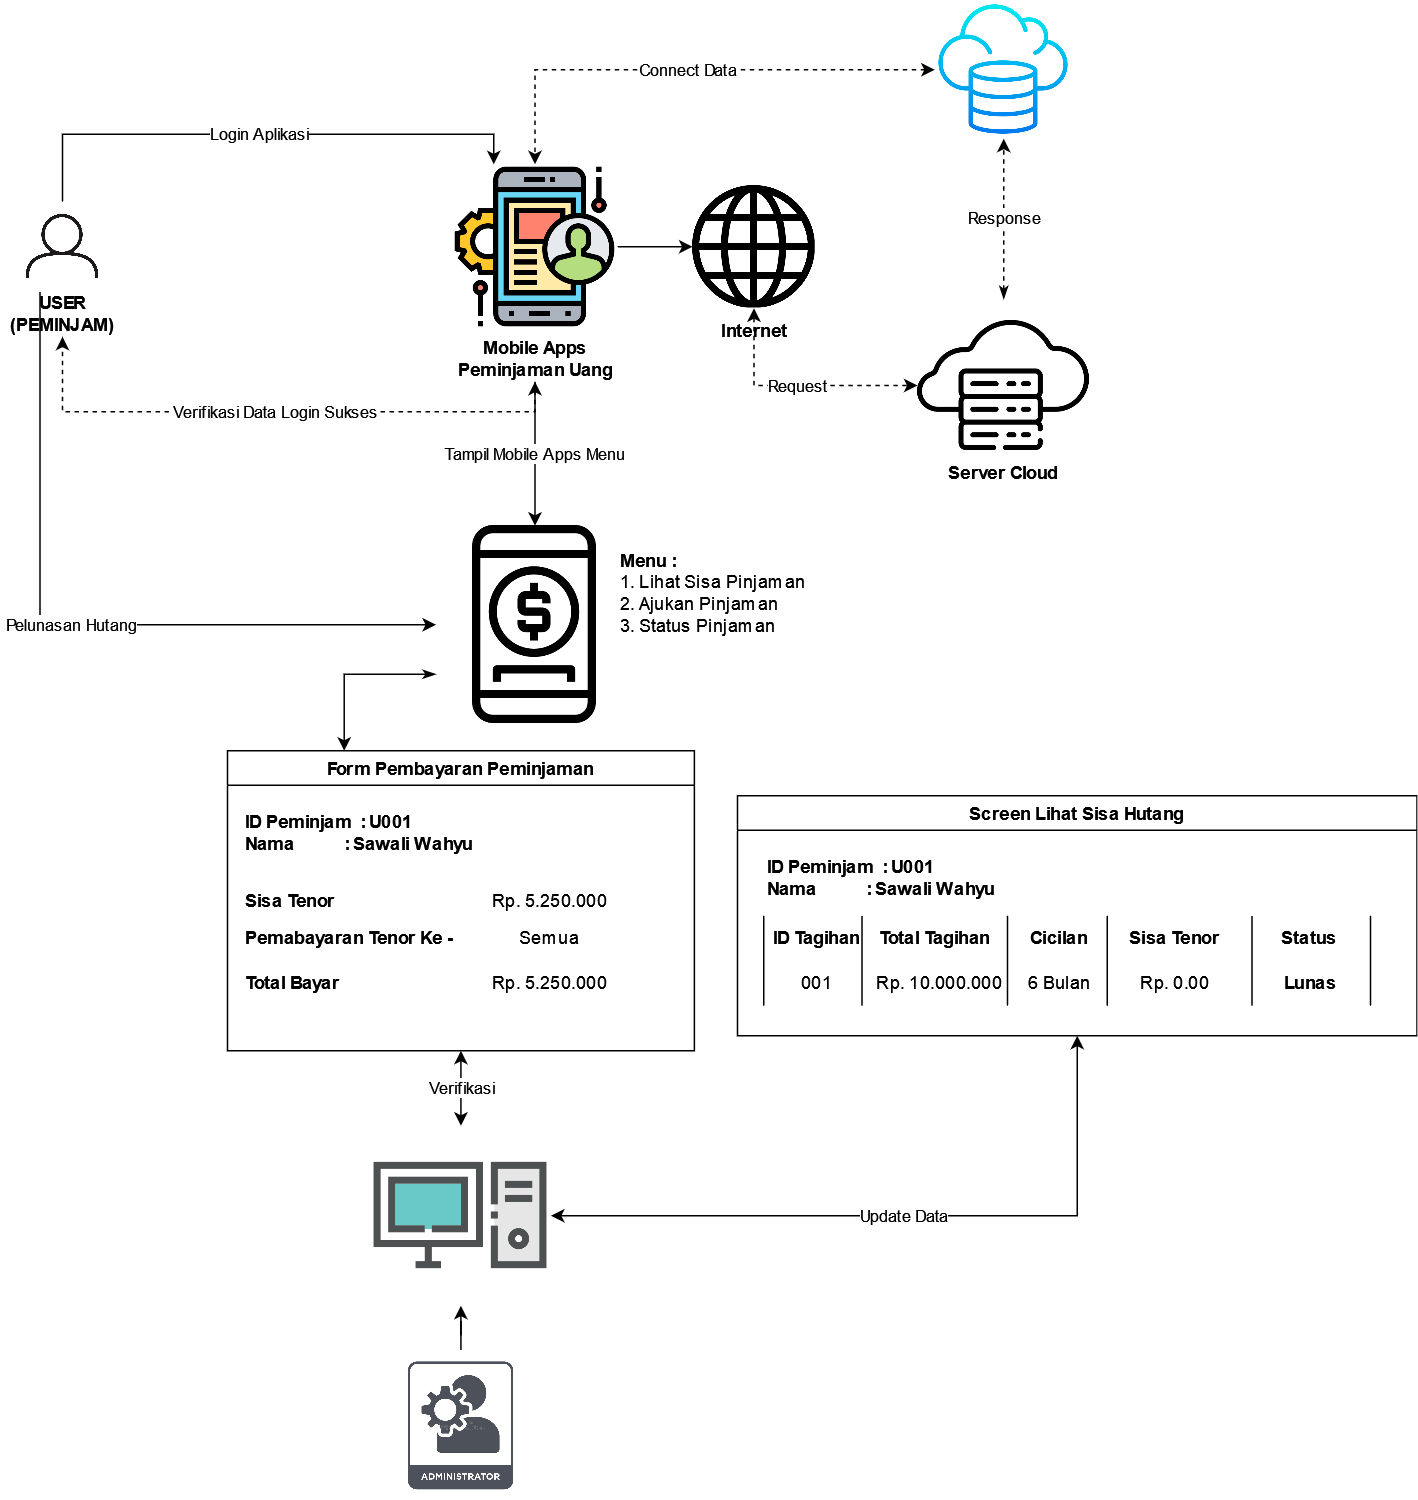 Connect Data
Login Aplikasi
Response
USER
(PEMINJAM)
Internet
Mobile Apps
Peminjaman Uang
Request
Verifikasi Data Login Sukses
Tampil Mobile Apps Menu
Server Cloud
Menu :
1. Lihat Sisa Pinjaman
2. Ajukan Pinjaman
3. Status Pinjaman
Pelunasan Hutang
$
Form Pembayaran Peminjaman
ID Peminjam : U001
Nama : Sawali Wahyu
Sisa Tenor Rp. 5.250.000
Pemabayaran Tenor Ke - Semua
Total Bayar Rp. 5.250.000
Screen Lihat Sisa Hutang
ID Peminjam : U001
Nama : Sawali Wahyu
ID Tagihan Total Tagihan Cicilan Sisa Tenor Status
001 Rp. 10.000.000 6 Bulan Rp. 0.00 Lunas
Verifikasi
Update Data
ADMINISTRATOR